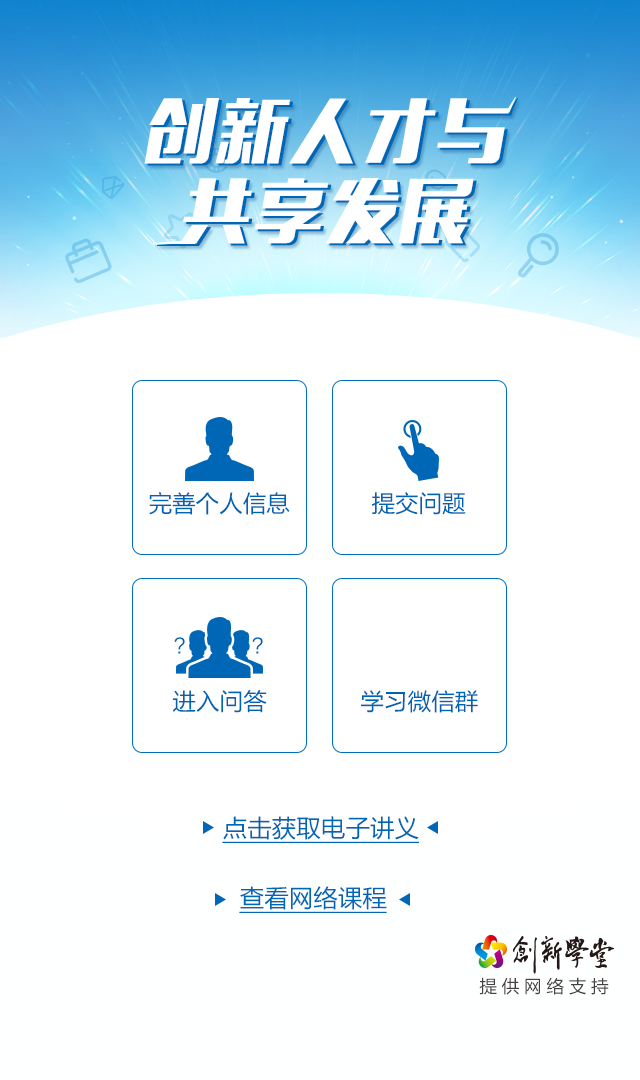 创新人才与
共享发展
完善个人信息
提交问题
? ?
进入问答
学习微信群
点击获取电子讲义
查看网络课程
創新學堂
提供网络支持